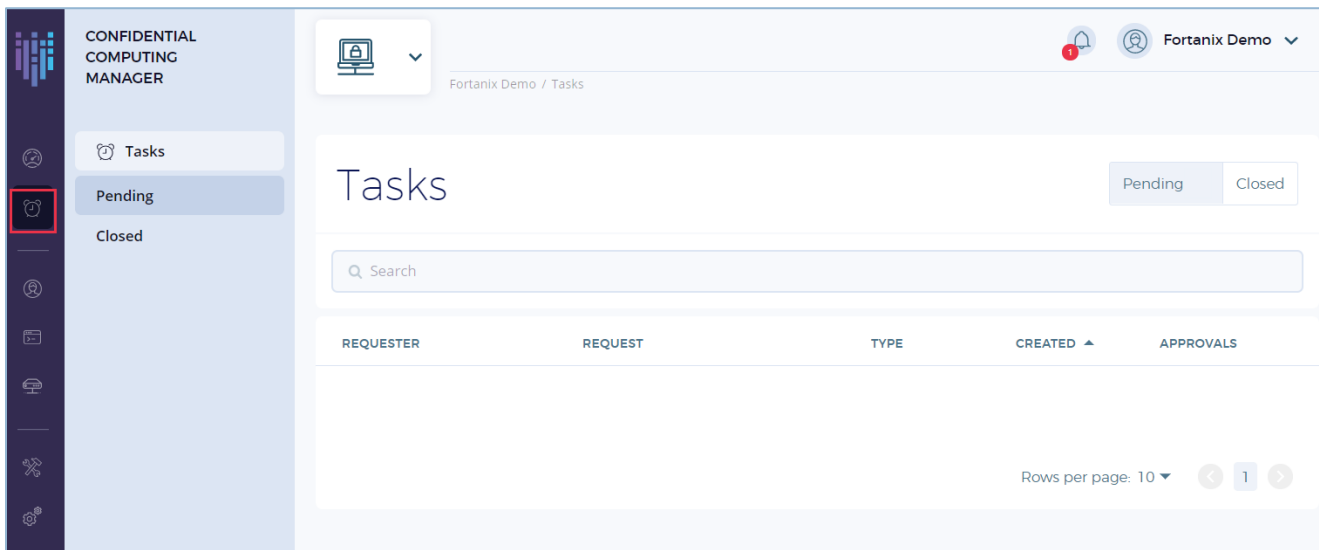 CONFIDENTIAL
COMPUTING
MANAGER
Tasks
Pending
Closed
1
Fortanix Demo
Fortanix Demo / Tasks
Tasks
Pending Closed
Search
REQUESTER REQUEST TYPE CREATED APPROVALS
Rows per page: 10 1